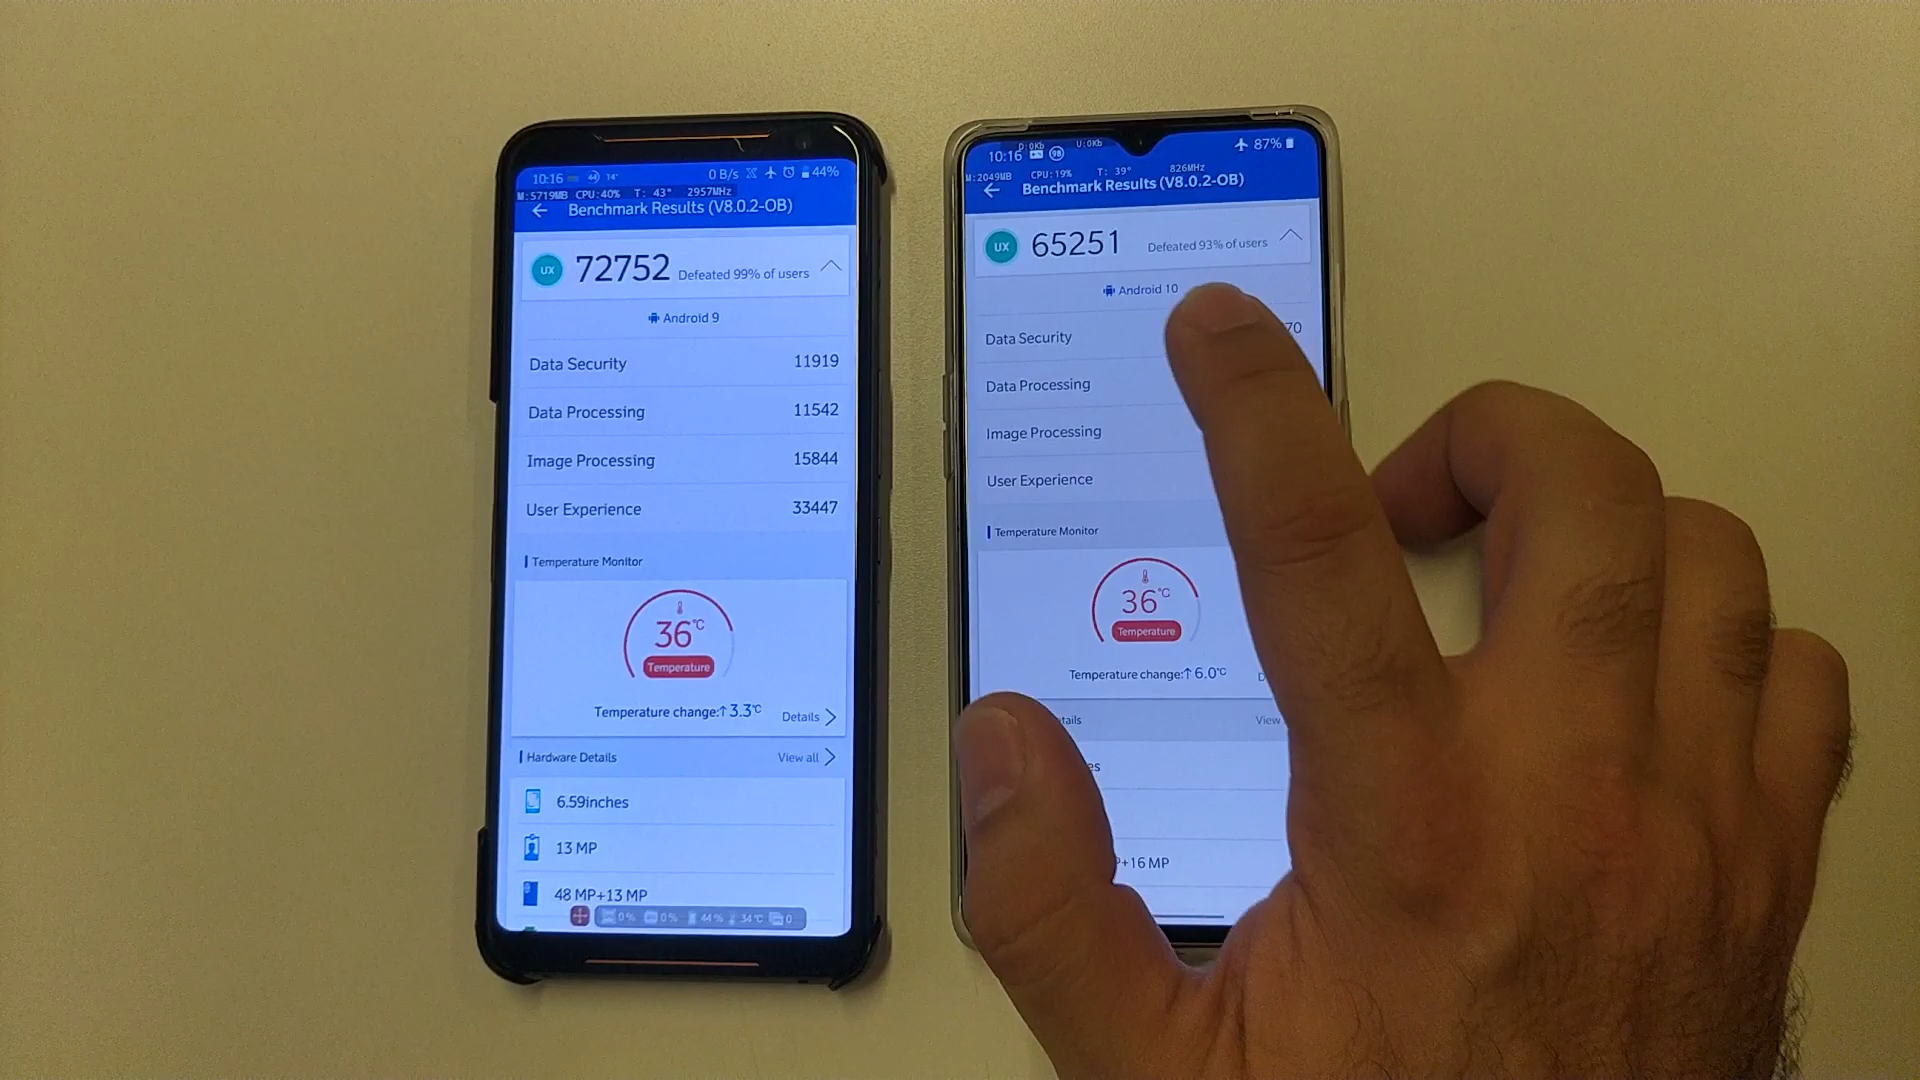 10:16 44 14° 0 B/s 44%
M:5719MB CPU:40% T: 43° 2957MHz
Benchmark Results (V8.0.2-OB)
UX 72752 Defeated 99% of users
Android 9
Data Security 11919
Data Processing 11542
Image Processing 15844
User Experience 33447
Temperature Monitor
36°C
Temperature
Temperature change:↑3.3°C Details
Hardware Details View all
6.59inches
13 MP
48 MP+13 MP
0% 0% 44% 34°C 0
D:0Kb U:0Kb
10:16 98 87%
M:2049MB CPU:19% T: 39° 826MHz
Benchmark Results (V8.0.2-OB)
UX 65251 Defeated 93% of users
Android 10
Data Security 70
Data Processing
Image Processing
User Experience
Temperature Monitor
36°C
Temperature
Temperature change:↑6.0°C D
tails View
es
+16 MP